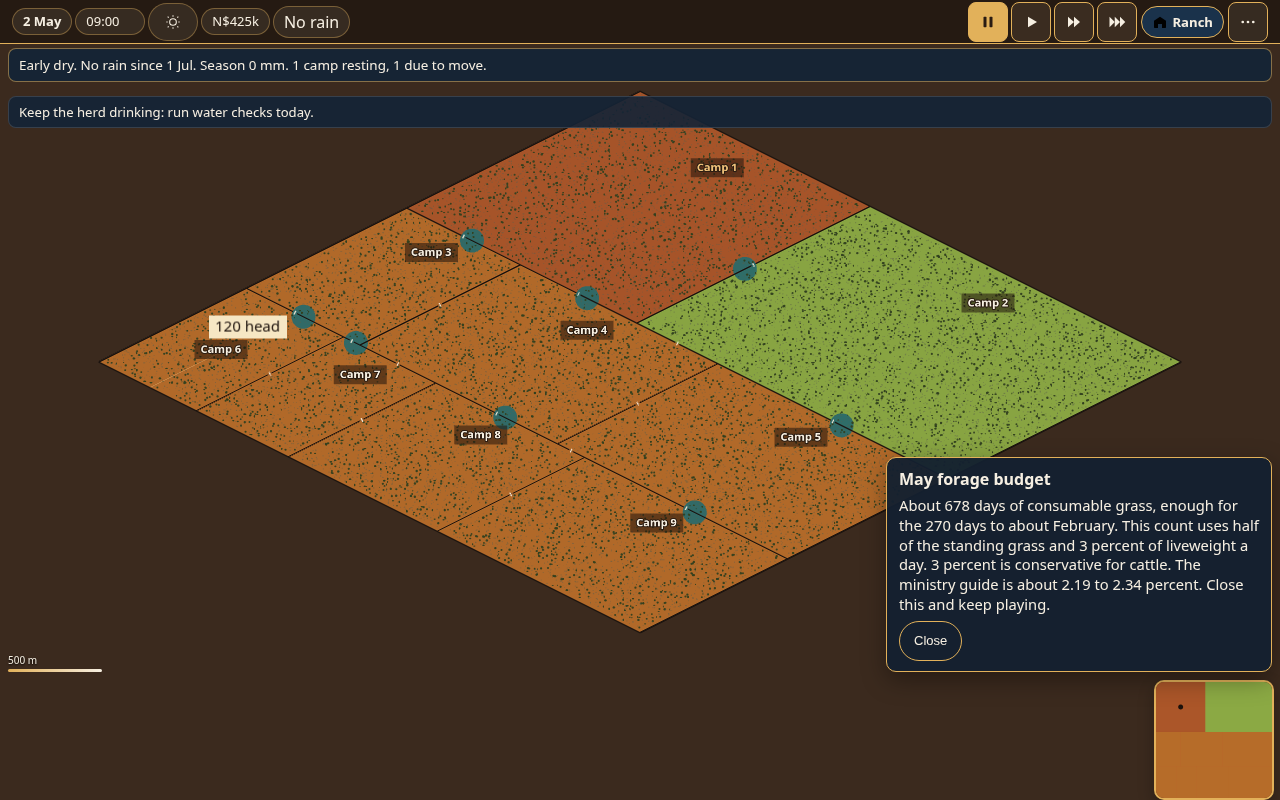 2 May
09:00
N$425k
No rain
Ranch
Early dry. No rain since 1 Jul. Season 0 mm. 1 camp resting, 1 due to move.
Keep the herd drinking: run water checks today.
Camp 1
Camp 3
Camp 2
120 head
Camp 4
Camp 6
Camp 7
Camp 8
Camp 5
Camp 9
May forage budget
About 678 days of consumable grass, enough for
the 270 days to about February. This count uses half
of the standing grass and 3 percent of liveweight a
day. 3 percent is conservative for cattle. The
ministry guide is about 2.19 to 2.34 percent. Close
this and keep playing.
Close
500 m